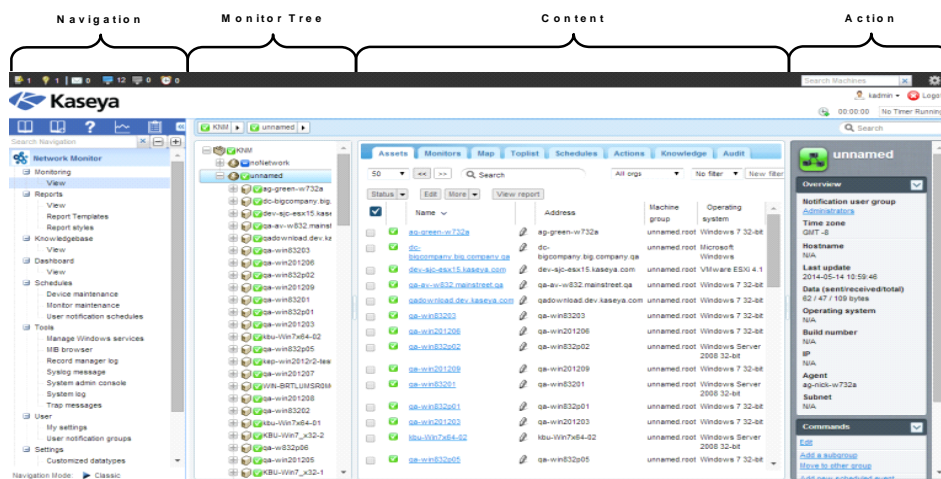 Navigation
Monitor Tree
Content
Action
1 1 0 12 0 0
Search Machines
Kaseya
kadmin
Logo
00:00:00 No Timer Running
Search
KNM unnamed
Search Navigation
Network Monitor
Monitoring
View
Reports
View
Report Templates
Report styles
Knowledgebase
View
Dashboard
View
Schedules
Device maintenance
Monitor maintenance
User notification schedules
Tools
Manage Windows services
MIB browser
Record manager log
Syslog message
System admin console
System log
Trap messages
User
My settings
User notification groups
Settings
Customized datatypes
Navigation Mode: Classic
KNM
noNetwork
unnamed
ag-green-w732a
dc-bigcompany.big.
dev-sjc-esx15.kase
qa-av-w832.mainst
qadownload.dev.ka
qa-win83203
qa-win201206
qa-win832p02
qa-win201209
qa-win83201
qa-win832p01
qa-win201203
kbu-Win7x64-02
qa-win832p05
kep-win2012r2-tes
qa-win201207
WIN-BRTLUMSR0M
qa-win201208
qa-win83202
kbu-Win7x64-01
KBU-Win7_x32-2
qa-w832p06
qa-win201205
KBU-Win7_x32-1
Assets Monitors Map Toplist Schedules Actions Knowledge Audit
50 << >> Search All orgs No filter New filter
Status Edit More View report
Name Address Machine group Operating system
ag-green-w732a ag-green-w732a unnamed.root Windows 7 32-bit
dc-bigcompany.big.company.qa dc-bigcompany.big.company.qa unnamed.root Microsoft Windows
dev-sjc-esx15.kaseya.com dev-sjc-esx15.kaseya.com unnamed.root VMware ESXi 4.1
qa-av-w832.mainstreet.qa qa-av-w832.mainstreet.qa unnamed.root Windows 7 32-bit
qadownload.dev.kaseya.com qadownload.dev.kaseya.com unnamed.root Windows 7 32-bit
qa-win83203 qa-win83203 unnamed.root Windows 7 32-bit
qa-win201206 qa-win201206 unnamed.root Windows 7 32-bit
qa-win832p02 qa-win832p02 unnamed.root Windows Server 2008 32-bit
qa-win201209 qa-win201209 unnamed.root Windows 7 32-bit
qa-win83201 qa-win83201 unnamed.root Windows Server 2008 32-bit
qa-win832p01 qa-win832p01 unnamed.root Windows 7 32-bit
qa-win201203 qa-win201203 unnamed.root Windows 7 32-bit
kbu-Win7x64-02 kbu-Win7x64-02 unnamed.root Windows Server 2008 32-bit
qa-win832p05 qa-win832p05 unnamed.root Windows 7 32-bit
unnamed
Overview
Notification user group
Administrators
Time zone
GMT -8
Hostname
N/A
Last update
2014-05-14 10:59:46
Data (sent/received/total)
62 / 47 / 109 bytes
Operating system
N/A
Build number
N/A
IP
N/A
Agent
ag-nick-w732a
Subnet
N/A
Commands
Edit
Add a subgroup
Move to other group
Add new scheduled event